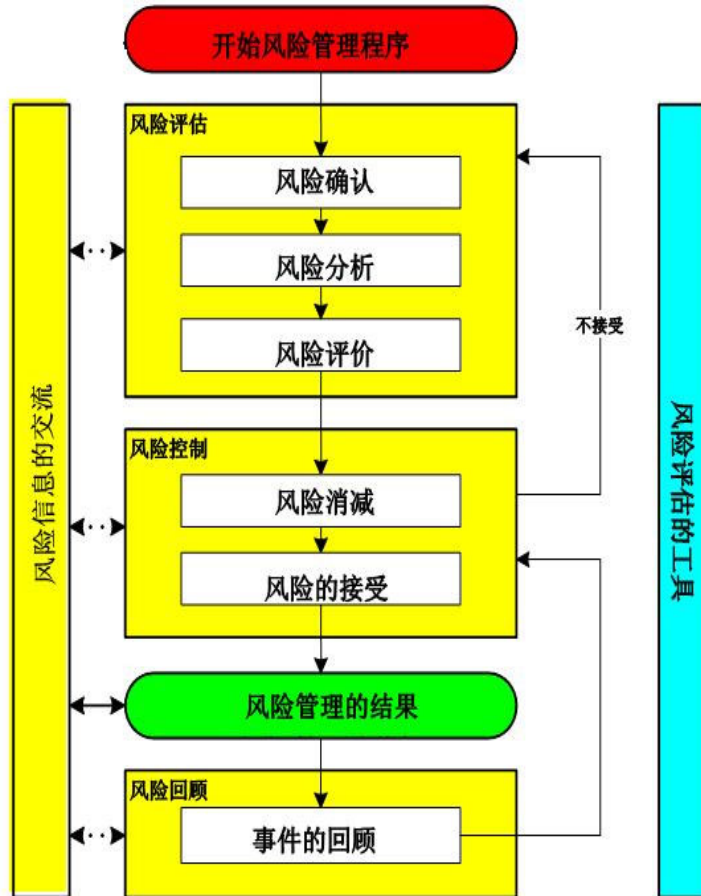 开始风险管理程序
风险评估
风险确认
风险分析
风险评价
不接受
风险控制
风险消减
风险的接受
风险管理的结果
风险回顾
事件的回顾
风险信息的交流
风险评估的工具